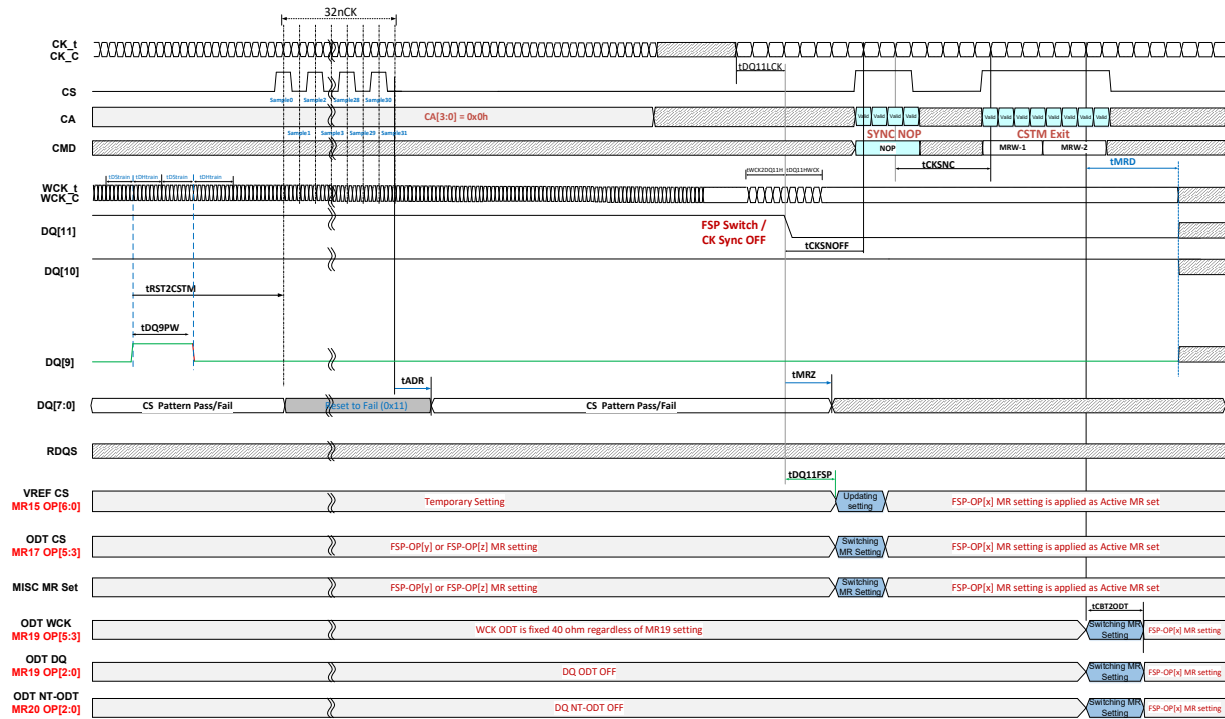 32nCK
CK_t
CK_C
tDQ11LCK
CS
Sample0
Sample2
Sample28
Sample30
Sample1
Sample3
Sample29
Sample31
CA
CA[3:0] = 0x0h
Valid Valid Valid Valid
Valid Valid Valid Valid Valid Valid Valid Valid
SYNC NOP
CSTM Exit
CMD
NOP
MRW-1
MRW-2
tCKSNC
tMRD
tDStrain
tDHtrain
tDStrain
tDHtrain
tWCK2DQ11H
tDQ11HWCK
WCK_t
WCK_C
DQ[11]
FSP Switch /
CK Sync OFF
tCKSNOFF
DQ[10]
tRST2CSTM
tDQ9PW
DQ[9]
tADR
tMRZ
DQ[7:0]
CS Pattern Pass/Fail
Reset to Fail (0x11)
CS Pattern Pass/Fail
RDQS
tDQ11FSP
VREF CS
MR15 OP[6:0]
Temporary Setting
Updating
setting
FSP-OP[x] MR setting is applied as Active MR set
ODT CS
MR17 OP[5:3]
FSP-OP[y] or FSP-OP[z] MR setting
Switching
MR Setting
FSP-OP[x] MR setting is applied as Active MR set
MISC MR Set
FSP-OP[y] or FSP-OP[z] MR setting
Switching
MR Setting
FSP-OP[x] MR setting is applied as Active MR set
tCBT2ODT
ODT WCK
MR19 OP[5:3]
WCK ODT is fixed 40 ohm regardless of MR19 setting
Switching MR
Setting
FSP-OP[x] MR setting
ODT DQ
MR19 OP[2:0]
DQ ODT OFF
Switching MR
Setting
FSP-OP[x] MR setting
ODT NT-ODT
MR20 OP[2:0]
DQ NT-ODT OFF
Switching MR
Setting
FSP-OP[x] MR setting